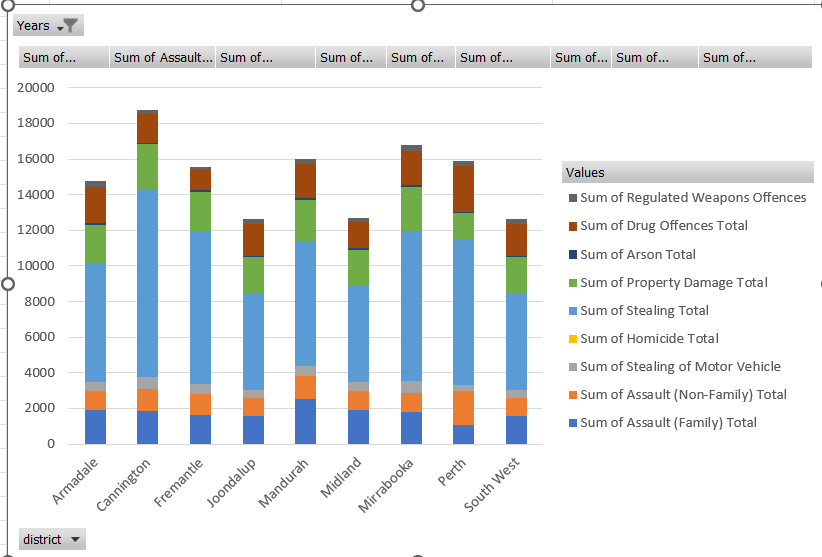 Years
Sum of... Sum of Assault... Sum of... Sum of... Sum of... Sum of... Sum of... Sum of... Sum of...
20000
18000
16000
14000
12000
10000
8000
6000
4000
2000
0
Armadale
Cannington
Fremantle
Joondalup
Mandurah
Midland
Mirrabooka
Perth
South West
Values
Sum of Regulated Weapons Offences
Sum of Drug Offences Total
Sum of Arson Total
Sum of Property Damage Total
Sum of Stealing Total
Sum of Homicide Total
Sum of Stealing of Motor Vehicle
Sum of Assault (Non-Family) Total
Sum of Assault (Family) Total
district